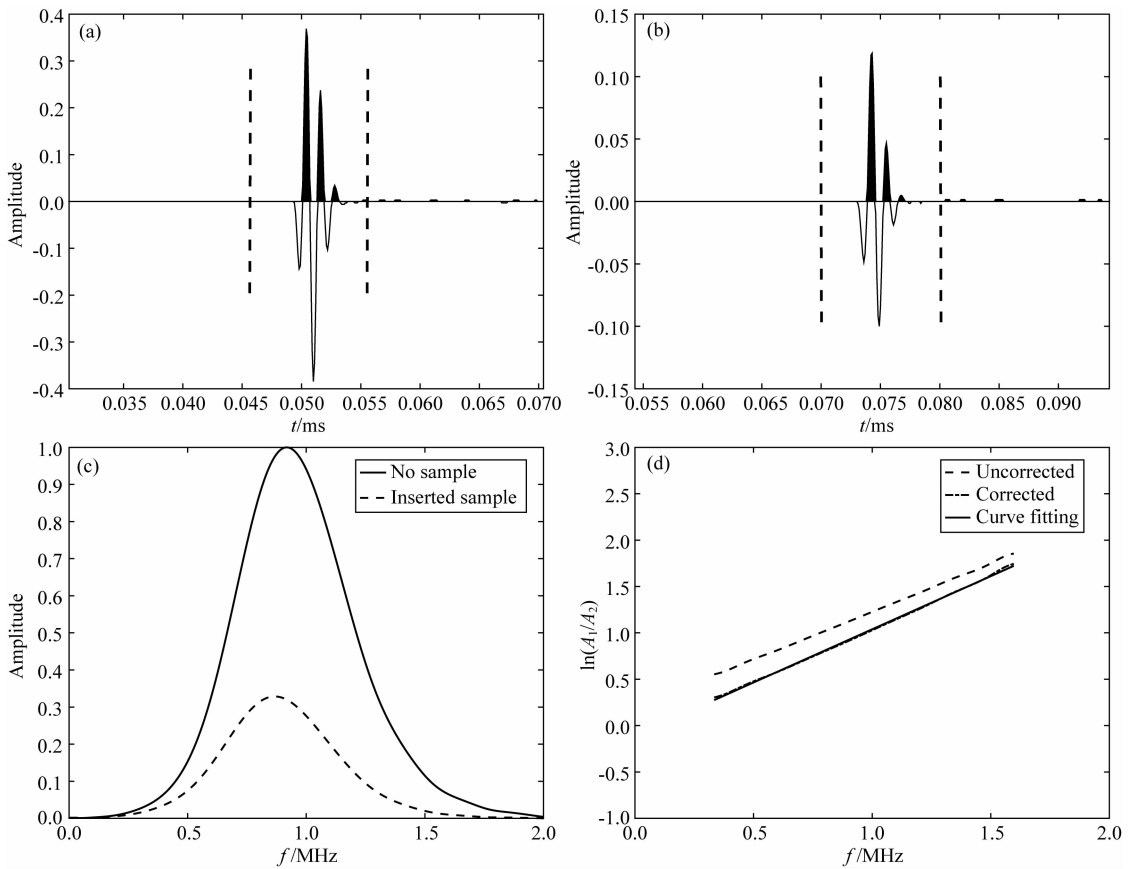 (a)
0.4
0.3
0.2
0.1
0.0
-0.1
-0.2
-0.3
-0.4
Amplitude
0.035 0.040 0.045 0.050 0.055 0.060 0.065 0.070
t/ms
(b)
0.15
0.10
0.05
0.00
-0.05
-0.10
-0.15
Amplitude
0.055 0.060 0.065 0.070 0.075 0.080 0.085 0.090
t/ms
(c)
No sample
Inserted sample
1.0
0.9
0.8
0.7
0.6
0.5
0.4
0.3
0.2
0.1
0.0
Amplitude
0.0 0.5 1.0 1.5 2.0
f/MHz
(d)
Uncorrected
Corrected
Curve fitting
3.0
2.5
2.0
1.5
1.0
0.5
0.0
-0.5
-1.0
ln(A₁/A₂)
0.0 0.5 1.0 1.5 2.0
f/MHz